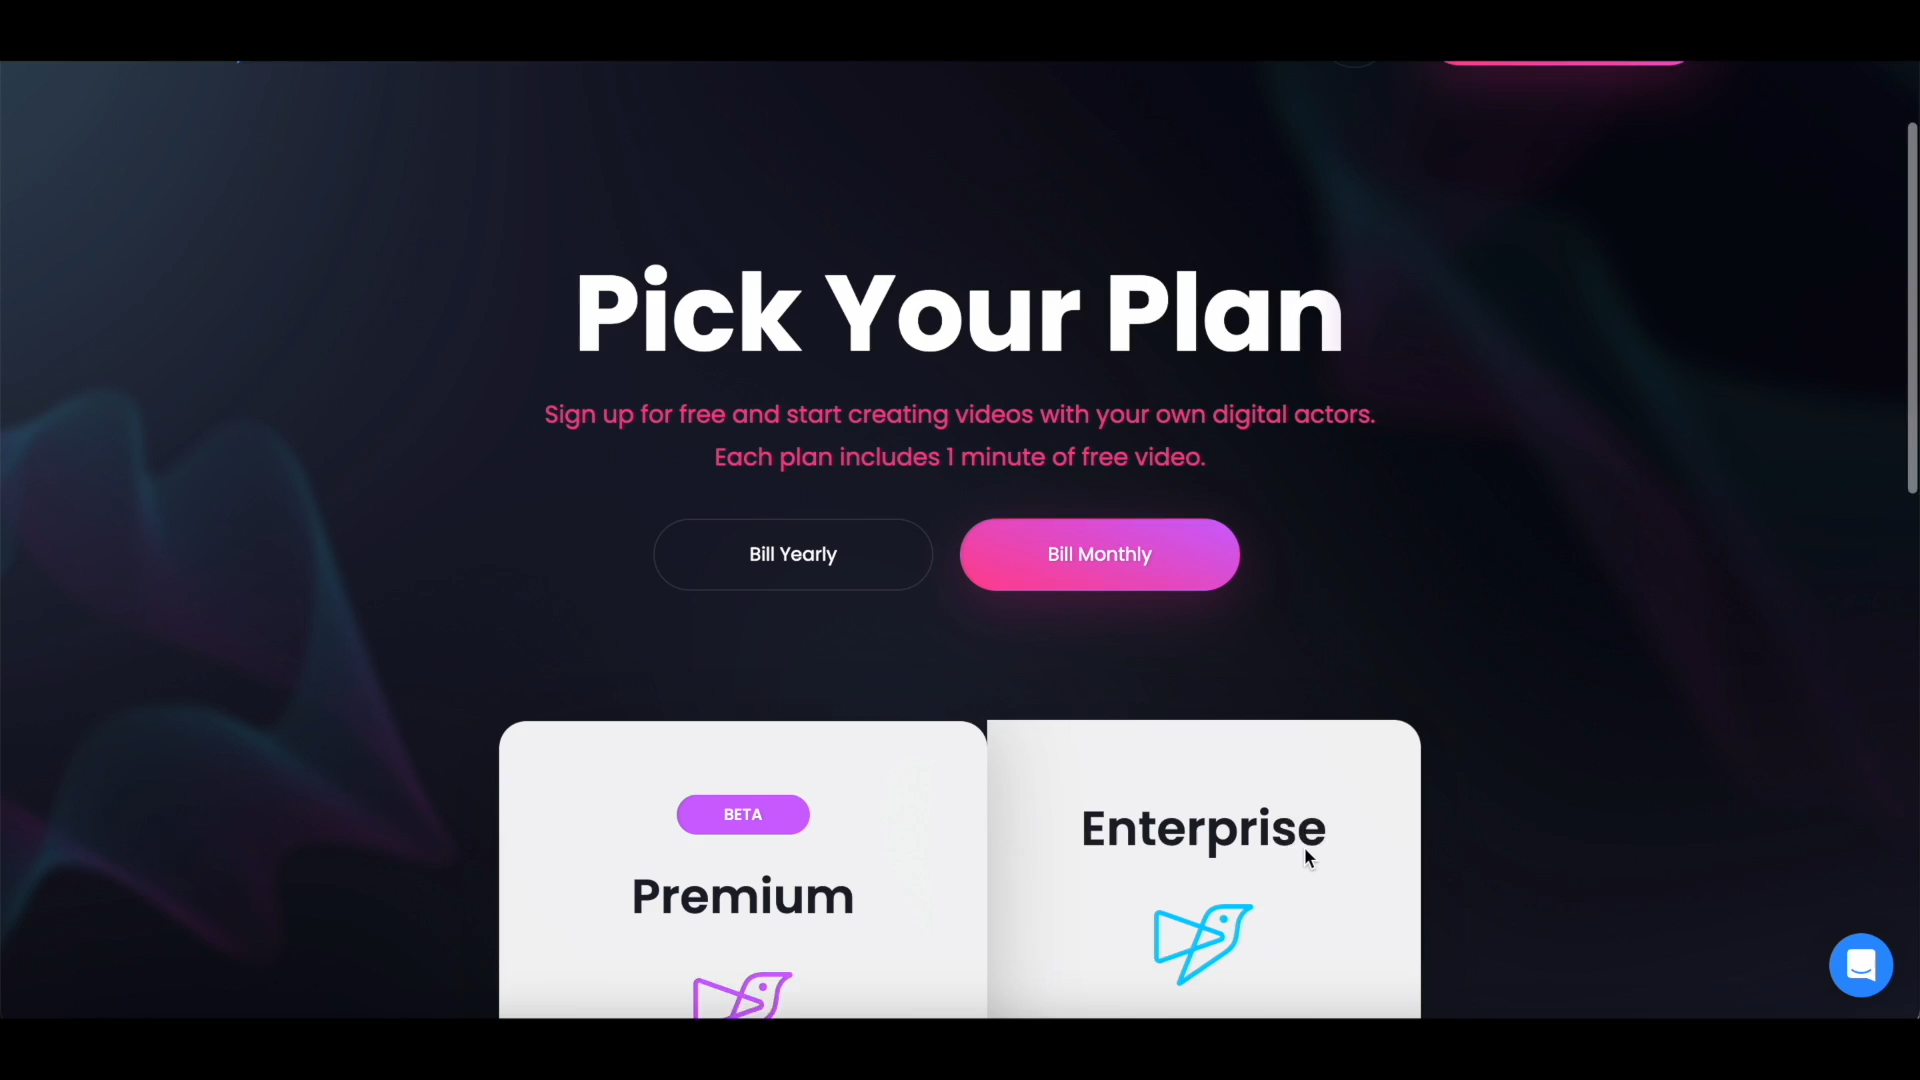 Pick Your Plan
Sign up for free and start creating videos with your own digital actors.
Each plan includes 1 minute of free video.
Bill Yearly
Bill Monthly
BETA
Premium
Enterprise